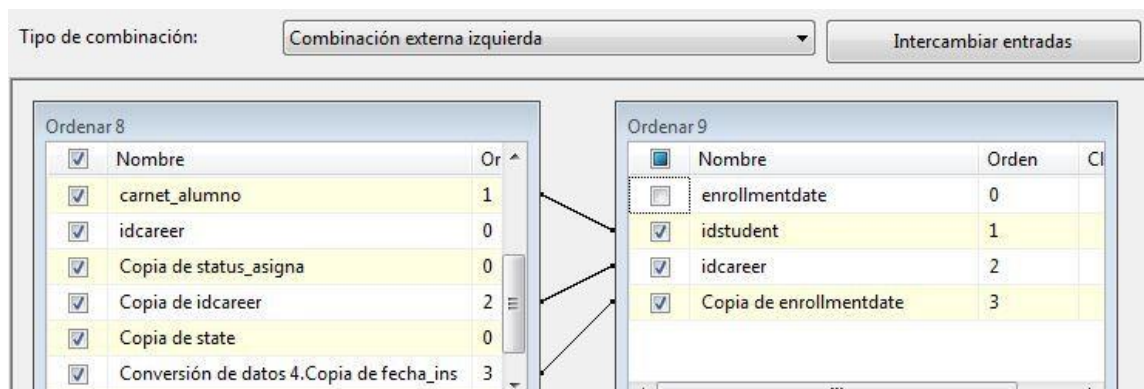 Tipo de combinación: Combinación externa izquierda Intercambiar entradas
Ordenar 8
Nombre Or
carnet_alumno 1
idcareer 0
Copia de status_asigna 0
Copia de idcareer 2
Copia de state 0
Conversión de datos 4.Copia de fecha_ins 3
Ordenar 9
Nombre Orden Cl
enrollmentdate 0
idstudent 1
idcareer 2
Copia de enrollmentdate 3